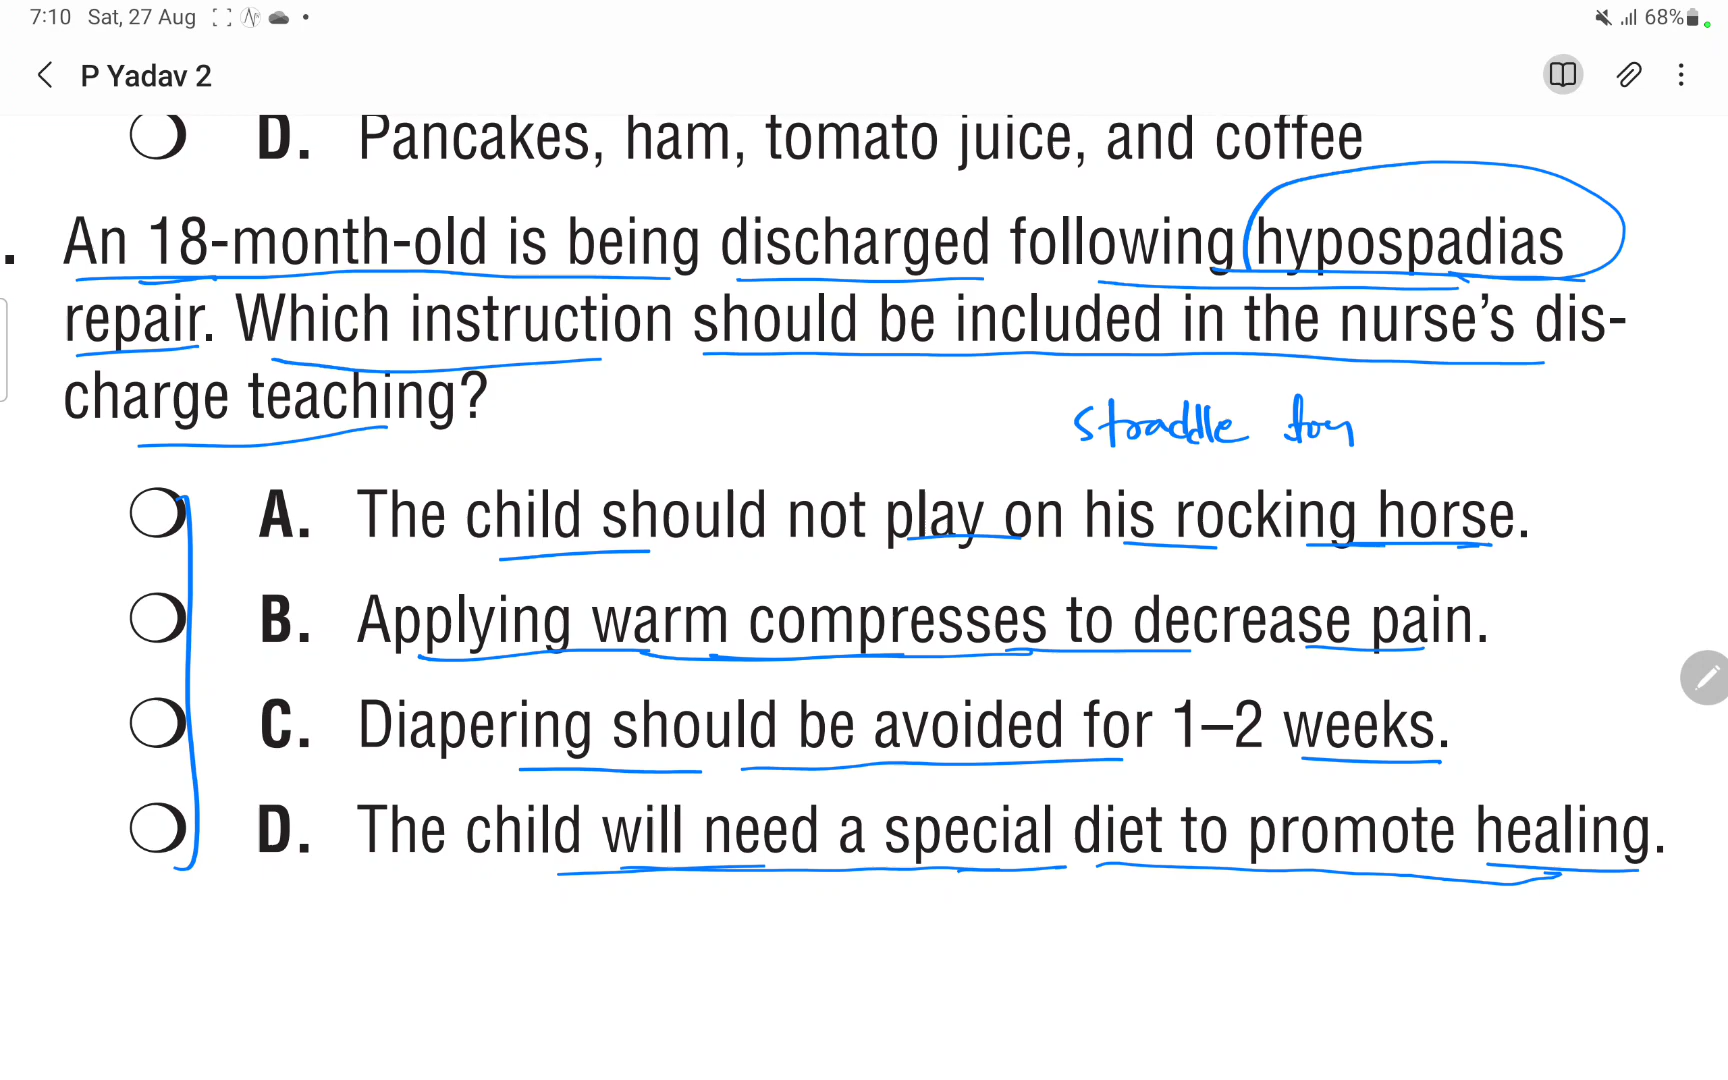 7:10 Sat, 27 Aug
68%
P Yadav 2
D. Pancakes, ham, tomato juice, and coffee
An 18-month-old is being discharged following hypospadias
repair. Which instruction should be included in the nurse's dis-
charge teaching?
straddle toy
A. The child should not play on his rocking horse.
B. Applying warm compresses to decrease pain.
C. Diapering should be avoided for 1–2 weeks.
D. The child will need a special diet to promote healing.